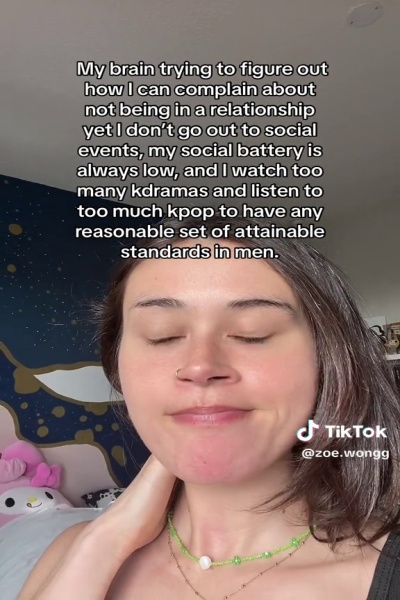 My brain trying to figure out
how I can complain about
not being in a relationship
yet I don't go out to social
events, my social battery is
always low, and I watch too
many kdramas and listen to
too much kpop to have any
reasonable set of attainable
standards in men.
TikTok
@zoe.wongg